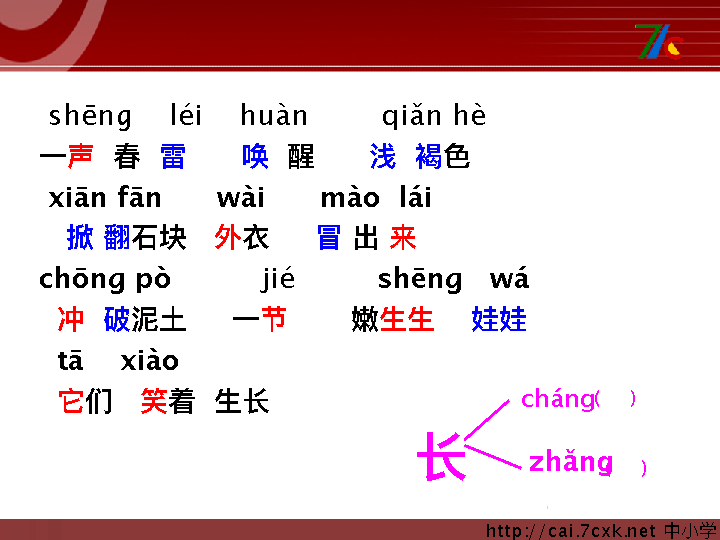 shēng léi huàn qiǎn hè
一声 春 雷 唤 醒 浅 褐色
xiān fān wài mào lái
掀 翻石块 外衣 冒 出 来
chōng pò jié shēng wá
冲 破泥土 一节 嫩生生 娃娃
tā xiào
它们 笑着 生长
cháng( )
长
zhǎng( )
http://cai.7cxk.net 中小学